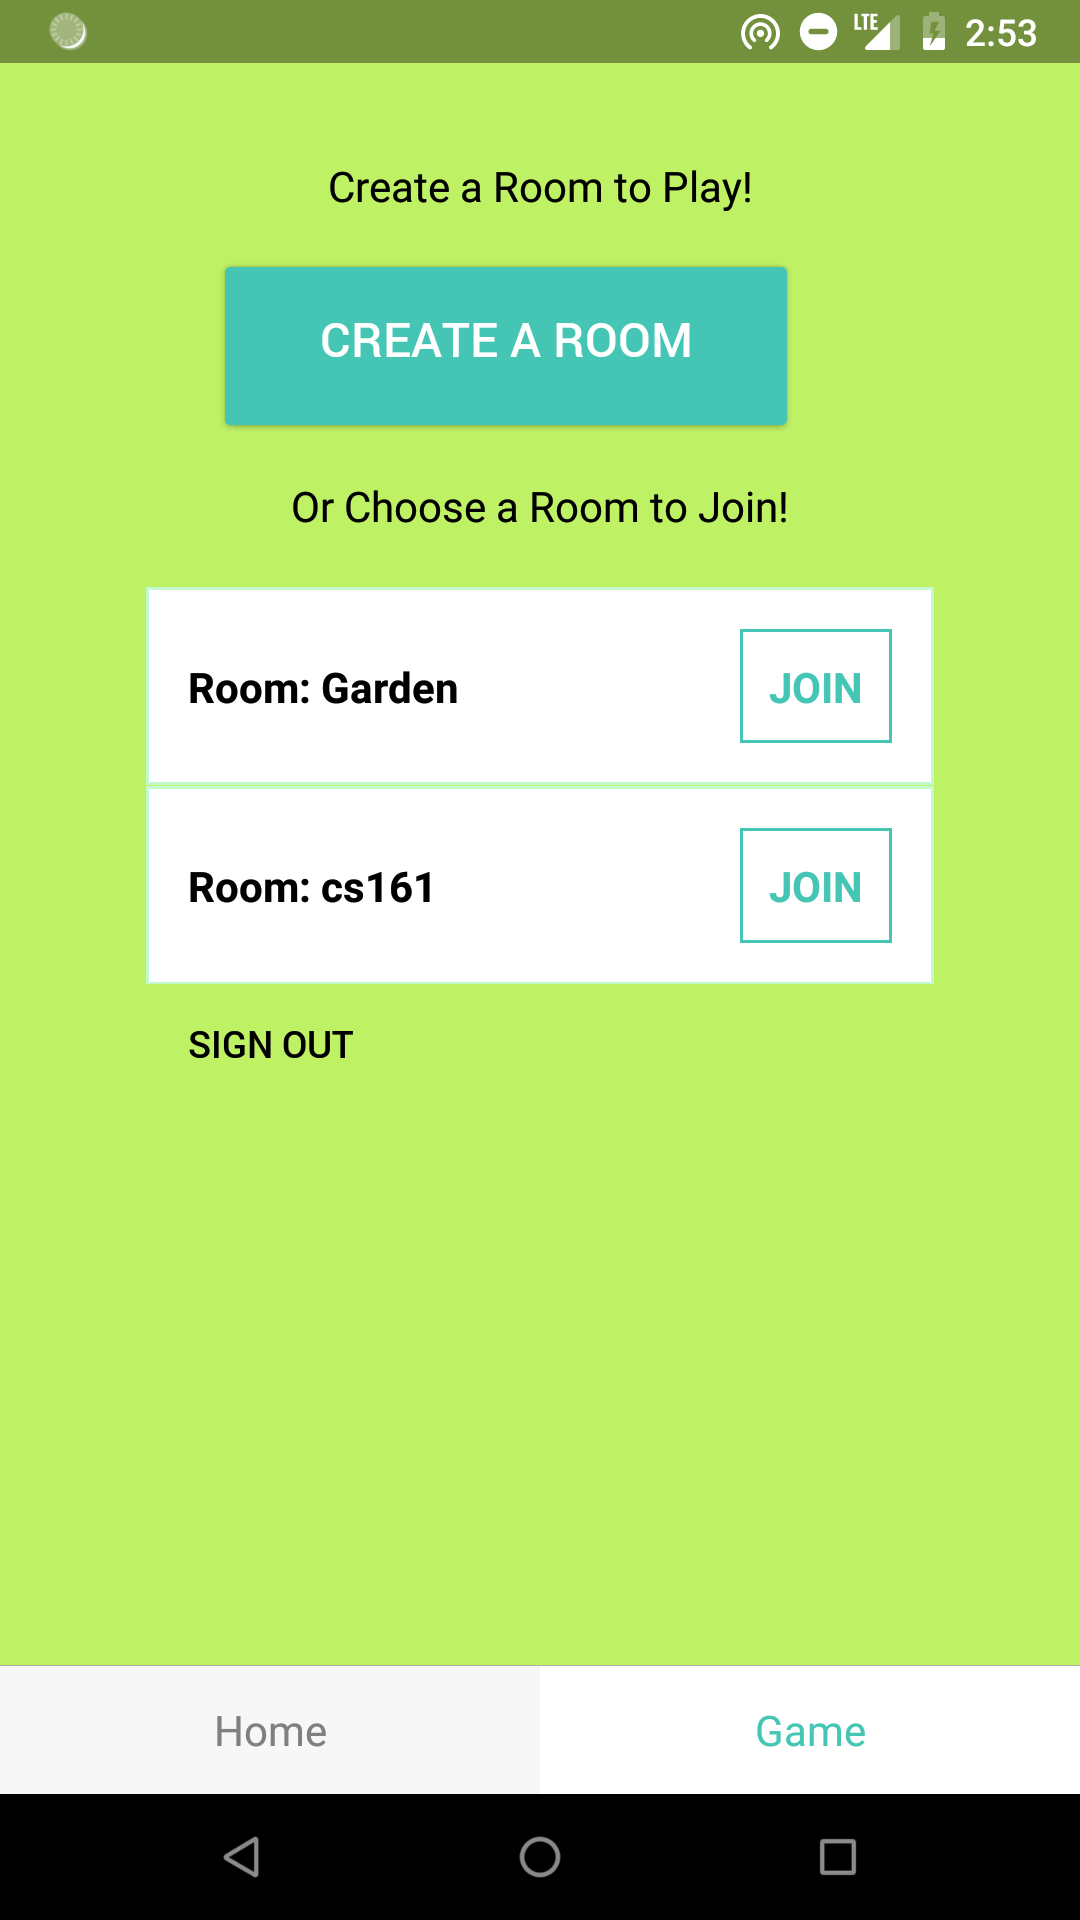 LTE 2:53
Create a Room to Play!
CREATE A ROOM
Or Choose a Room to Join!
Room: Garden JOIN
Room: cs161 JOIN
SIGN OUT
Home Game